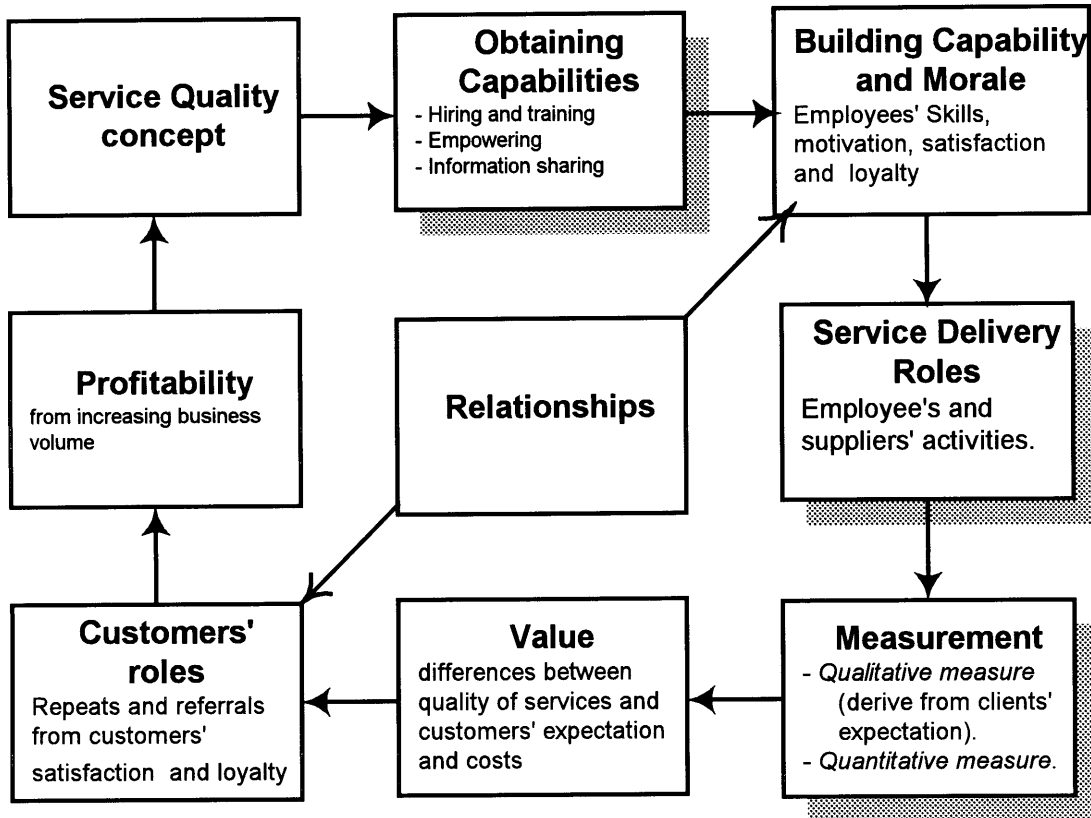 Service Quality
concept
Obtaining
Capabilities
- Hiring and training
- Empowering
- Information sharing
Building Capability
and Morale
Employees' Skills,
motivation, satisfaction
and loyalty
Profitability
from increasing business
volume
Relationships
Service Delivery
Roles
Employee's and
suppliers' activities.
Customers'
roles
Repeats and referrals
from customers'
satisfaction and loyalty
Value
differences between
quality of services and
customers' expectation
and costs
Measurement
- Qualitative measure
(derive from clients'
expectation).
- Quantitative measure.